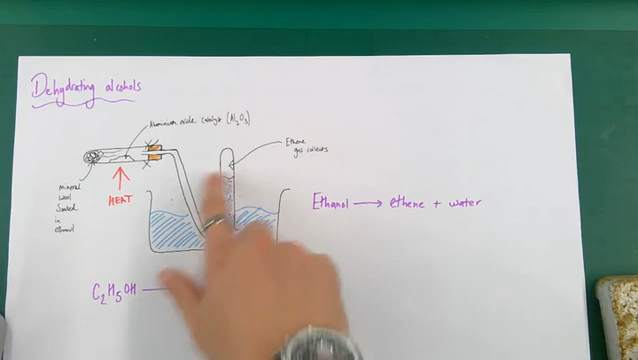 Dehydrating alcohols
Aluminium oxide catalyst (Al2O3)
Ethene
gas collects
mineral
wool
Soaked
in
ethanol
HEAT
Ethanol → ethene + water
C2H5OH